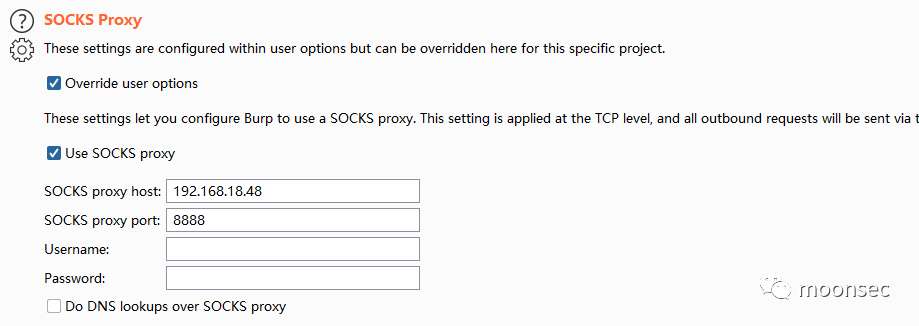 SOCKS Proxy
These settings are configured within user options but can be overridden here for this specific project.
Override user options
These settings let you configure Burp to use a SOCKS proxy. This setting is applied at the TCP level, and all outbound requests will be sent via t
Use SOCKS proxy
SOCKS proxy host: 192.168.18.48
SOCKS proxy port: 8888
Username:
Password:
Do DNS lookups over SOCKS proxy
moonsec